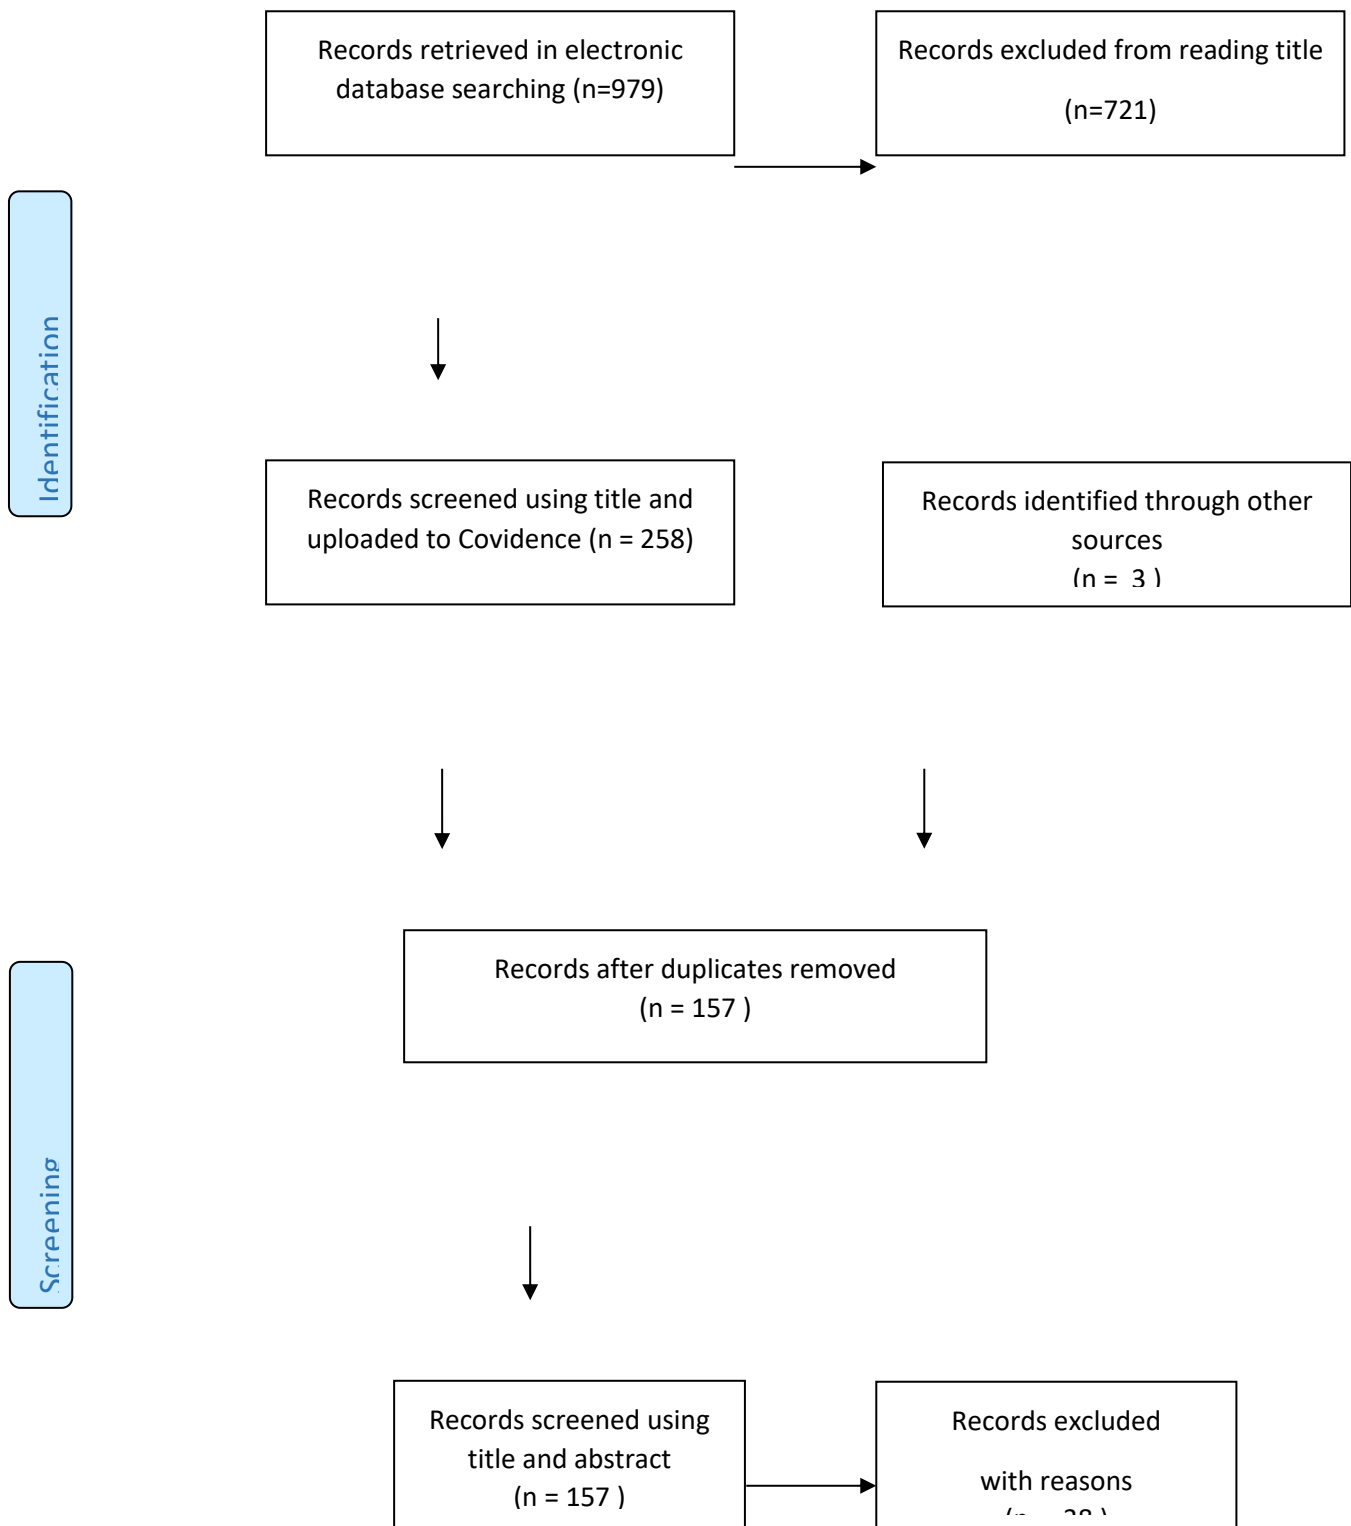 Records retrieved in electronic
database searching (n=979)
Records excluded from reading title
(n=721)
Identification
Records screened using title and
uploaded to Covidence (n = 258)
Records identified through other
sources
(n =  3 )
Records after duplicates removed
(n = 157 )
Screening
Records screened using
title and abstract
(n = 157 )
Records excluded
with reasons